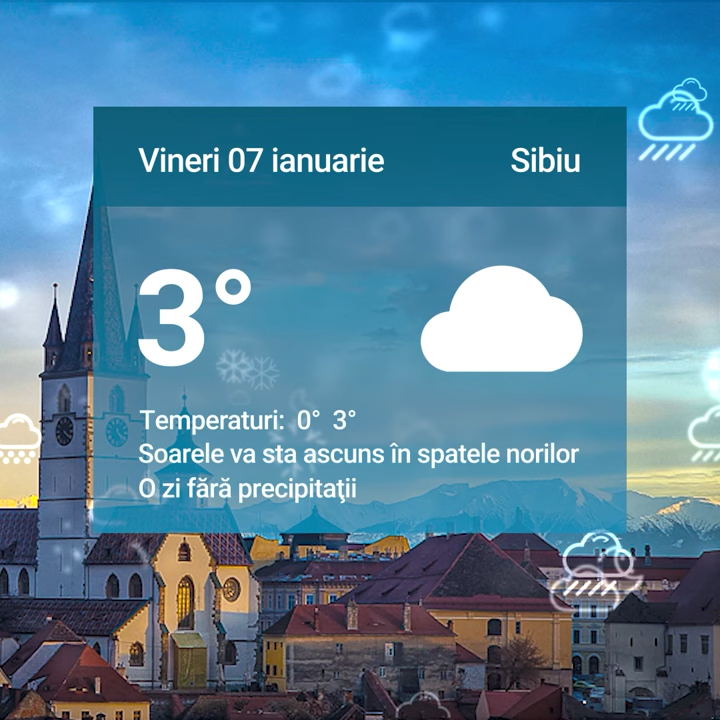 Vineri 07 ianuarie Sibiu
3°
Temperaturi: 0° 3°
Soarele va sta ascuns în spatele norilor
O zi fără precipitaţii